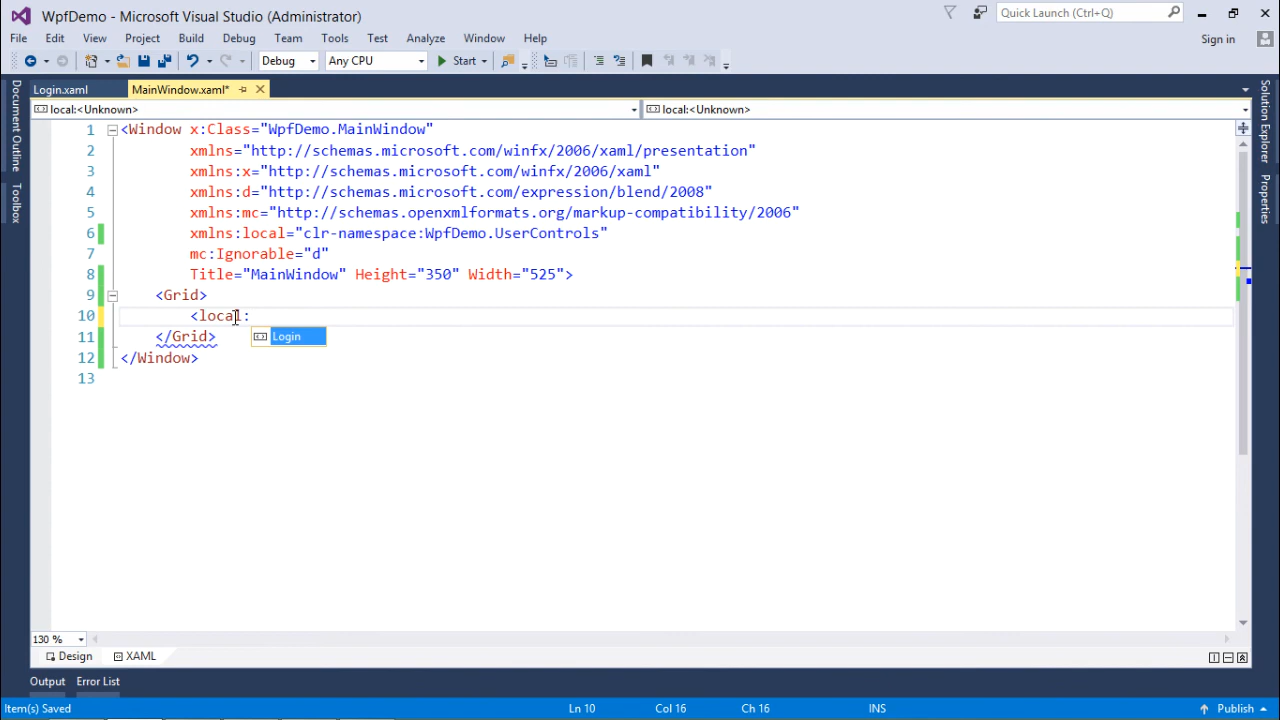 WpfDemo - Microsoft Visual Studio (Administrator)
Quick Launch (Ctrl+Q)
File Edit View Project Build Debug Team Tools Test Analyze Window Help
Sign in
Debug Any CPU Start
Login.xaml MainWindow.xaml*
local:<Unknown> local:<Unknown>
Document Outline
Toolbox
Solution Explorer
Properties
1 <Window x:Class="WpfDemo.MainWindow"
2 xmlns="http://schemas.microsoft.com/winfx/2006/xaml/presentation"
3 xmlns:x="http://schemas.microsoft.com/winfx/2006/xaml"
4 xmlns:d="http://schemas.microsoft.com/expression/blend/2008"
5 xmlns:mc="http://schemas.openxmlformats.org/markup-compatibility/2006"
6 xmlns:local="clr-namespace:WpfDemo.UserControls"
7 mc:Ignorable="d"
8 Title="MainWindow" Height="350" Width="525">
9 <Grid>
10 <local:
11 </Grid>
Login
12 </Window>
13
130 %
Design XAML
Output Error List
Item(s) Saved Ln 10 Col 16 Ch 16 INS Publish